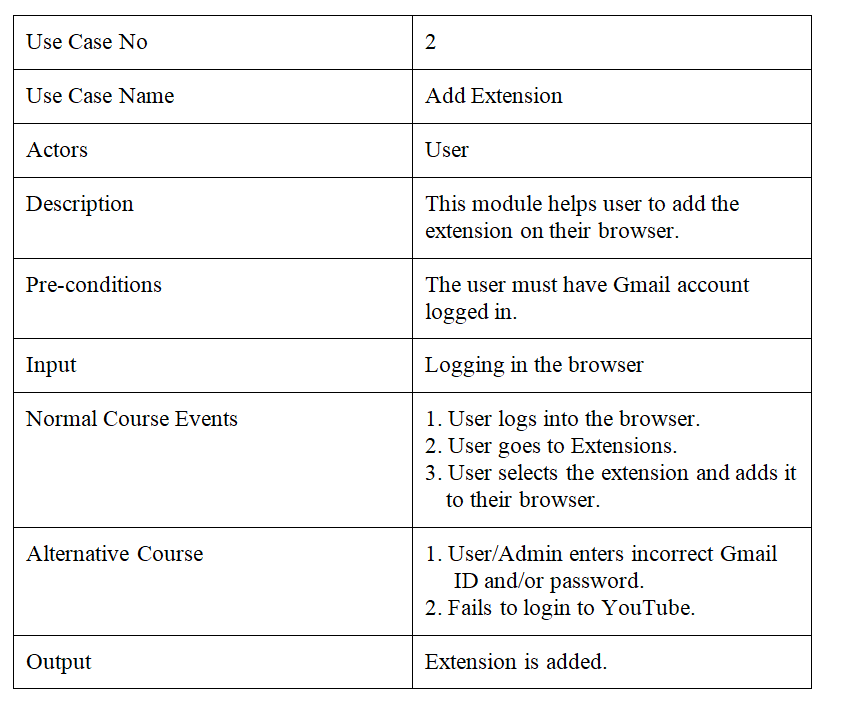 Use Case No
2
Use Case Name
Add Extension
Actors
User
Description
This module helps user to add the
extension on their browser.
Pre-conditions
The user must have Gmail account
logged in.
Input
Logging in the browser
Normal Course Events
1. User logs into the browser.
2. User goes to Extensions.
3. User selects the extension and adds it
to their browser.
Alternative Course
1. User/Admin enters incorrect Gmail
ID and/or password.
2. Fails to login to YouTube.
Output
Extension is added.